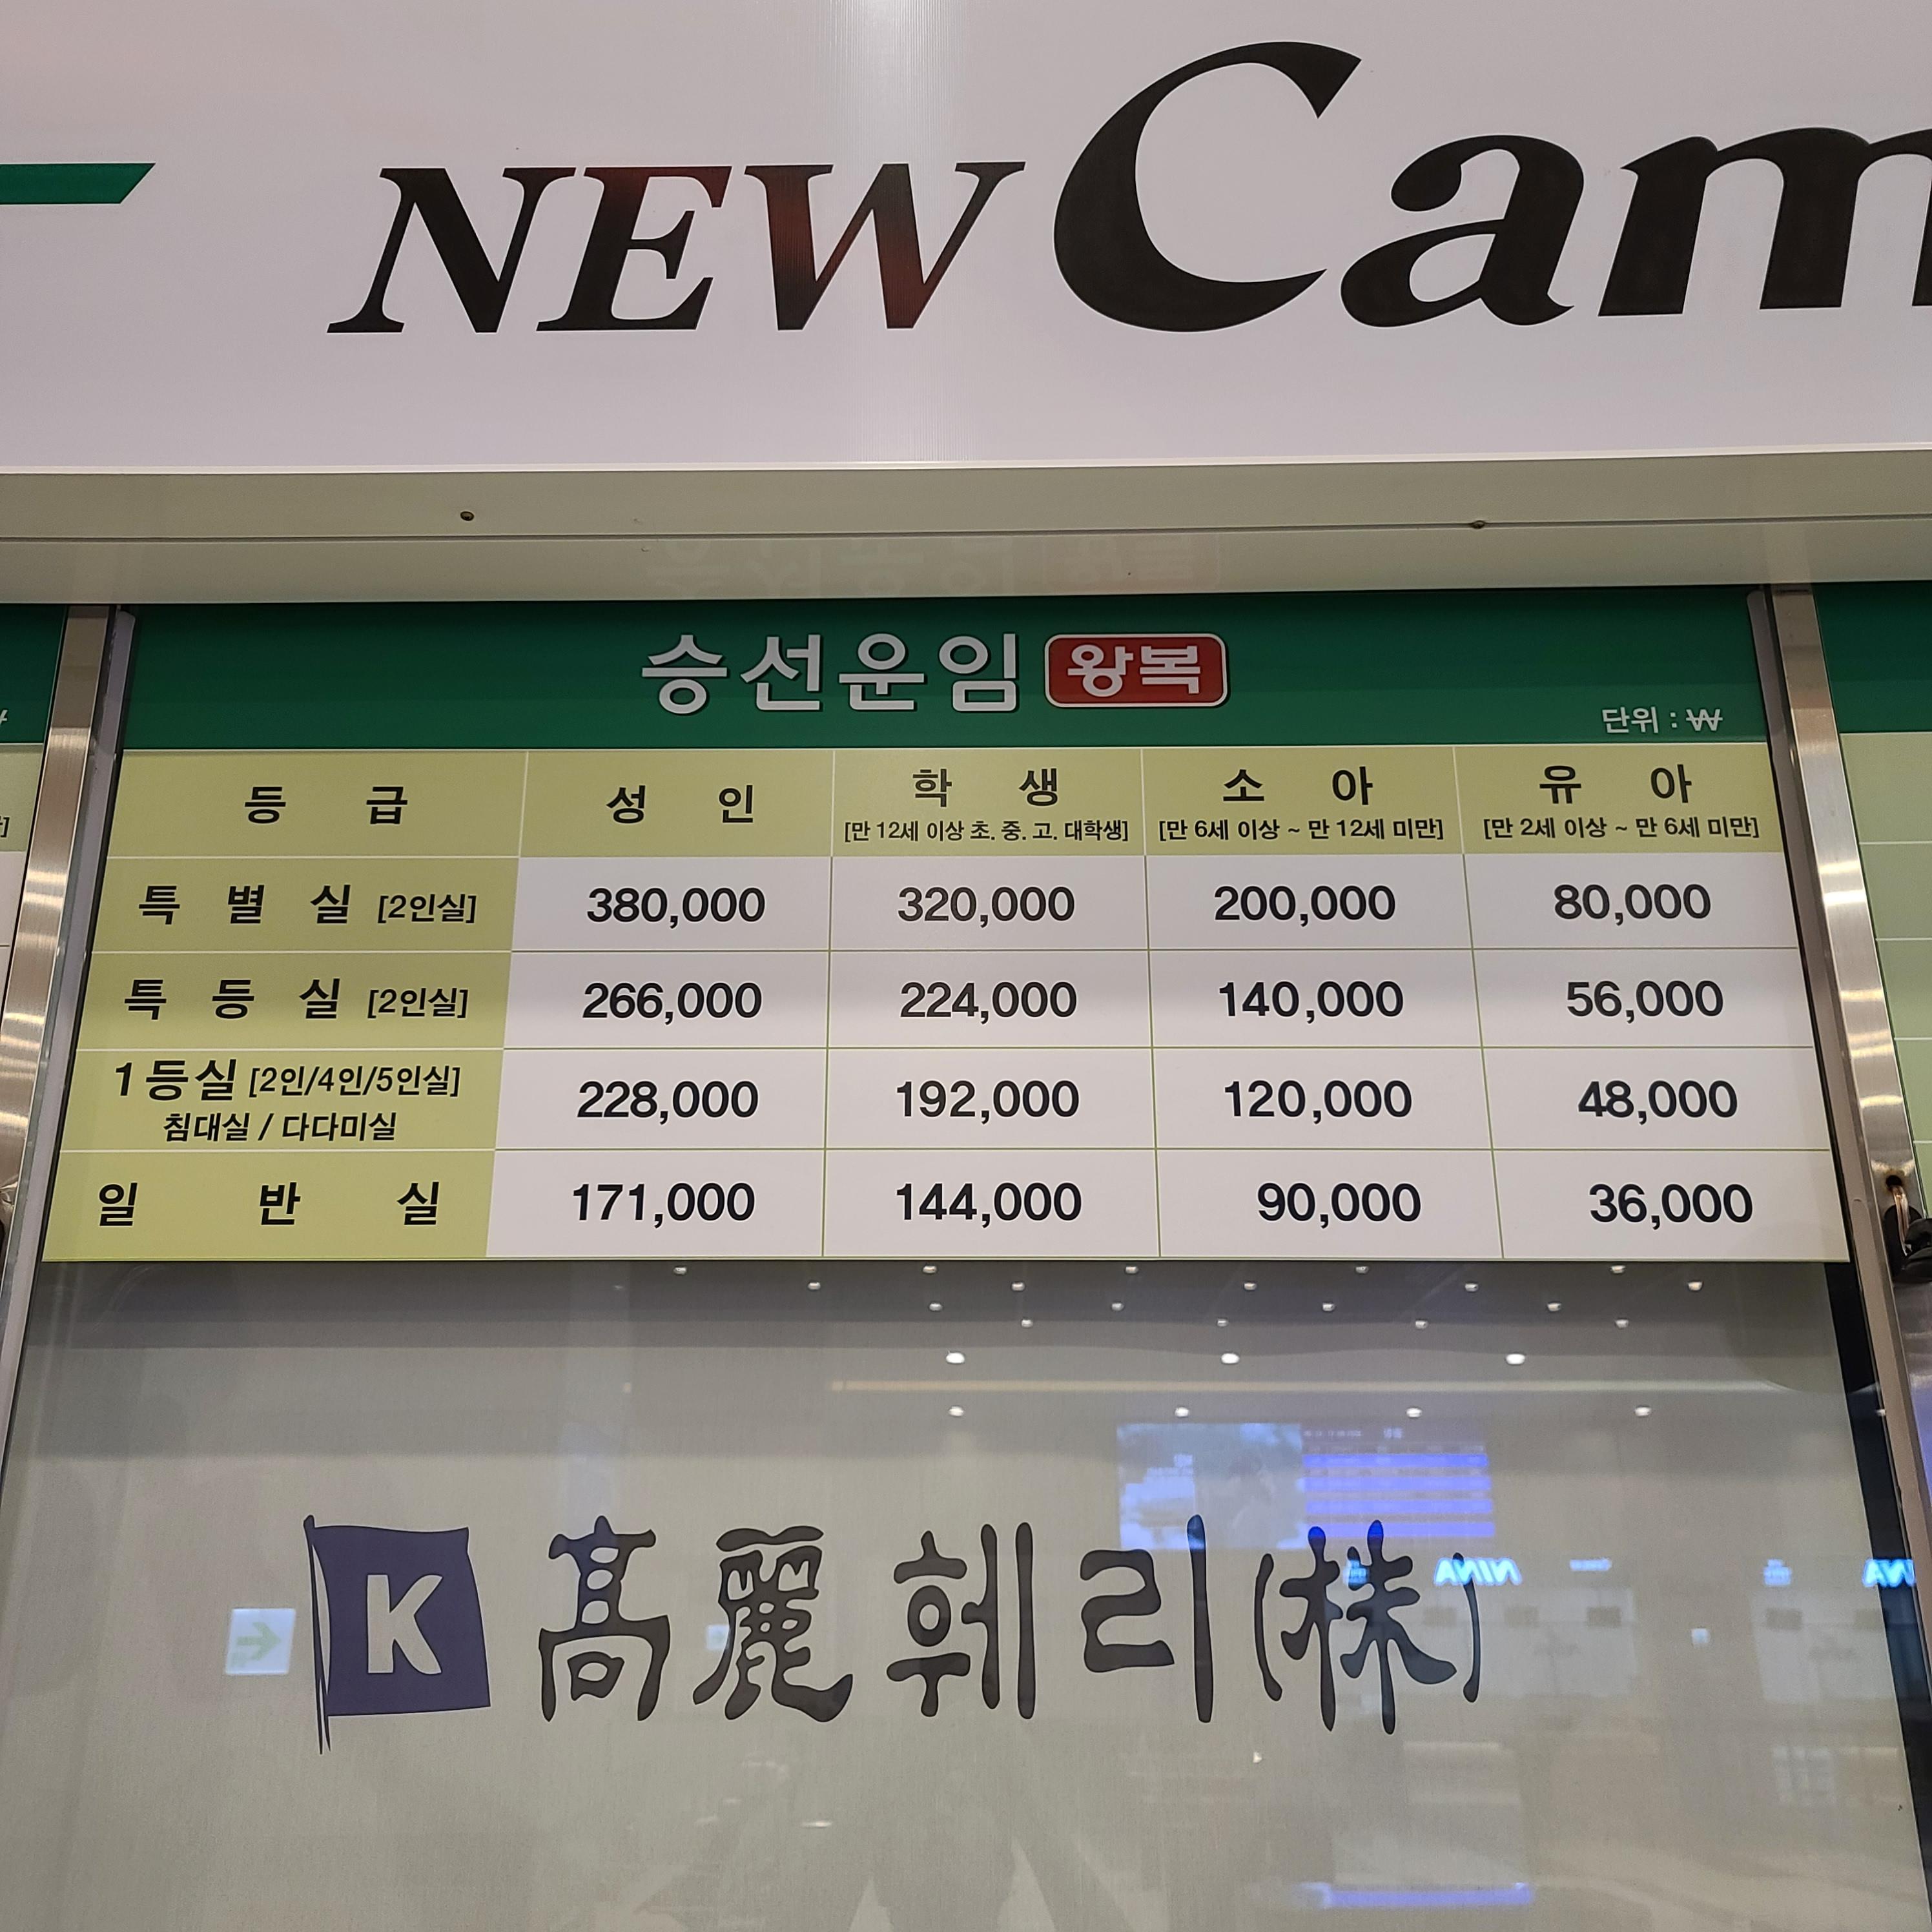 NEW Cam
승선운임 왕복
단위 : ₩
등급 성인 학생 [만 12세 이상 초. 중. 고. 대학생] 소아 [만 6세 이상 ~ 만 12세 미만] 유아 [만 2세 이상 ~ 만 6세 미만]
특별실 [2인실] 380,000 320,000 200,000 80,000
특등실 [2인실] 266,000 224,000 140,000 56,000
1등실 [2인/4인/5인실] 침대실 / 다다미실 228,000 192,000 120,000 48,000
일반실 171,000 144,000 90,000 36,000
K 高麗훼리(株)